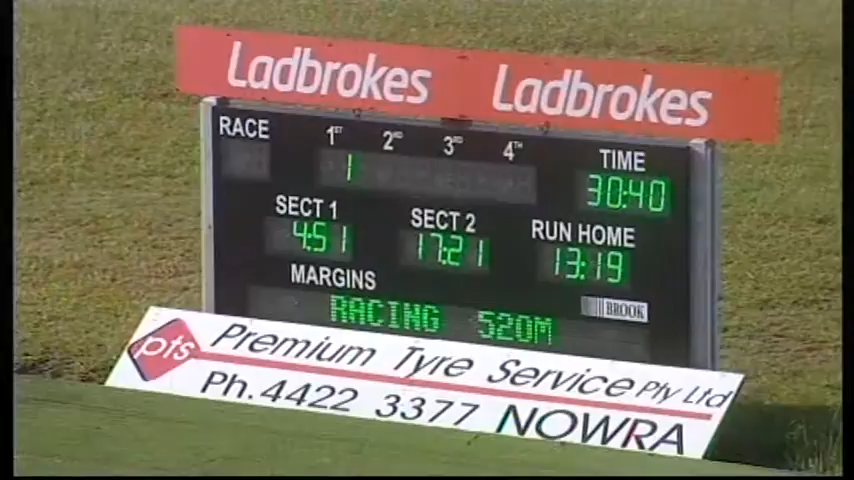 Ladbrokes Ladbrokes
RACE 1ST 2ND 3RD 4TH TIME
1 30:40
SECT 1 SECT 2 RUN HOME
4:51 17:21 13:19
MARGINS BROOK
RACING 520M
pts Premium Tyre Service Pty Ltd
Ph. 4422 3377 NOWRA